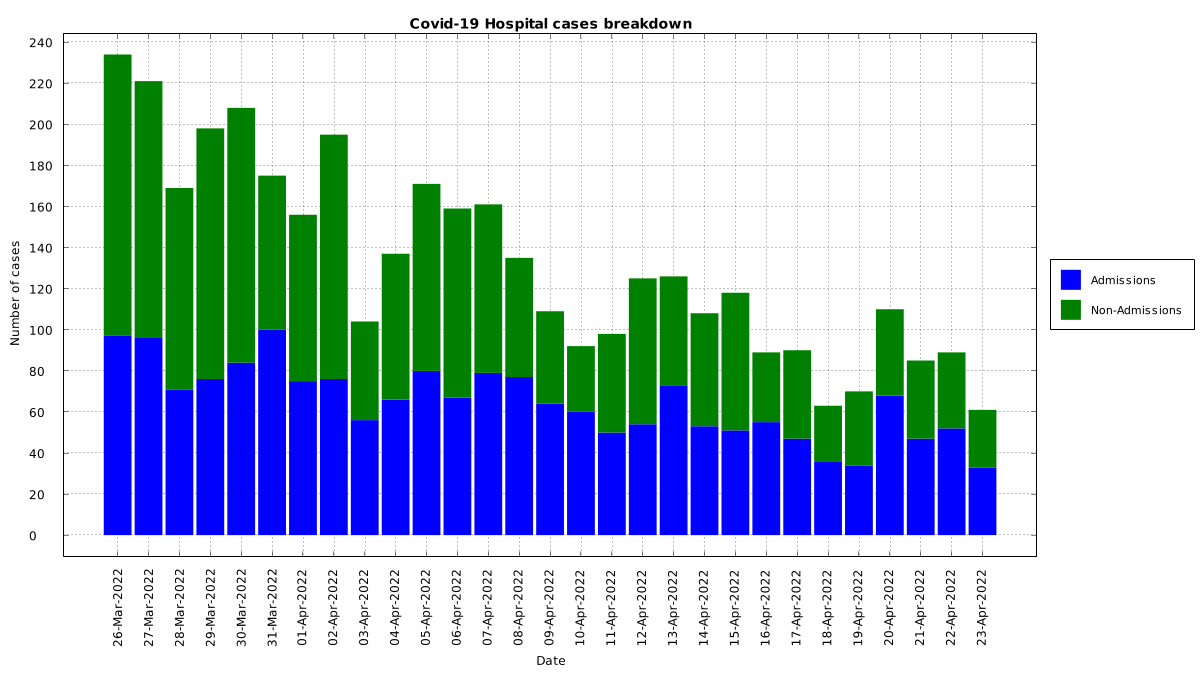 Covid-19 Hospital cases breakdown
240
220
200
180
160
140
120
100
80
60
40
20
0
Number of cases
Admissions
Non-Admissions
26-Mar-2022
27-Mar-2022
28-Mar-2022
29-Mar-2022
30-Mar-2022
31-Mar-2022
01-Apr-2022
02-Apr-2022
03-Apr-2022
04-Apr-2022
05-Apr-2022
06-Apr-2022
07-Apr-2022
08-Apr-2022
09-Apr-2022
10-Apr-2022
11-Apr-2022
12-Apr-2022
13-Apr-2022
14-Apr-2022
15-Apr-2022
16-Apr-2022
17-Apr-2022
18-Apr-2022
19-Apr-2022
20-Apr-2022
21-Apr-2022
22-Apr-2022
23-Apr-2022
Date